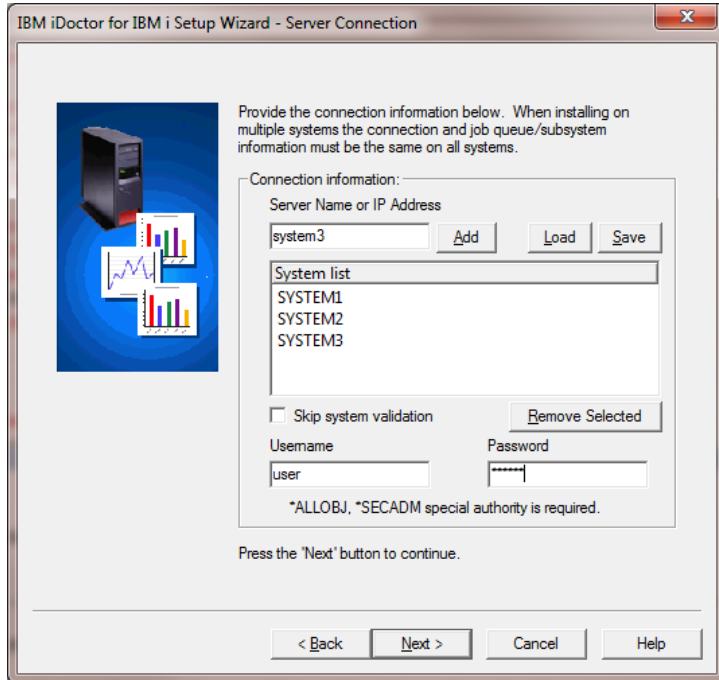 IBM iDoctor for IBM i Setup Wizard - Server Connection
Provide the connection information below. When installing on
multiple systems the connection and job queue/subsystem
information must be the same on all systems.
Connection information:
Server Name or IP Address
system3
Add
Load
Save
System list
SYSTEM1
SYSTEM2
SYSTEM3
Skip system validation
Remove Selected
Username
Password
user
******
*ALLOBJ, *SECADM special authority is required.
Press the 'Next' button to continue.
< Back
Next >
Cancel
Help